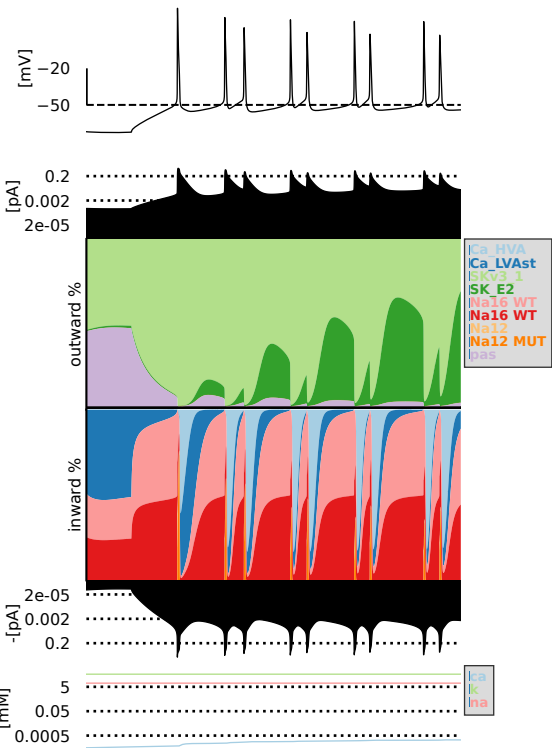 [mV]
−20
−50
[pA]
0.2
0.002
2e-05
outward %
Ca_HVA
Ca_LVAst
SKv3_1
SK_E2
Na16 WT
Na16 WT
Na12
Na12 MUT
pas
inward %
-[pA]
2e-05
0.002
0.2
[mM]
5
0.05
0.0005
ca
k
na